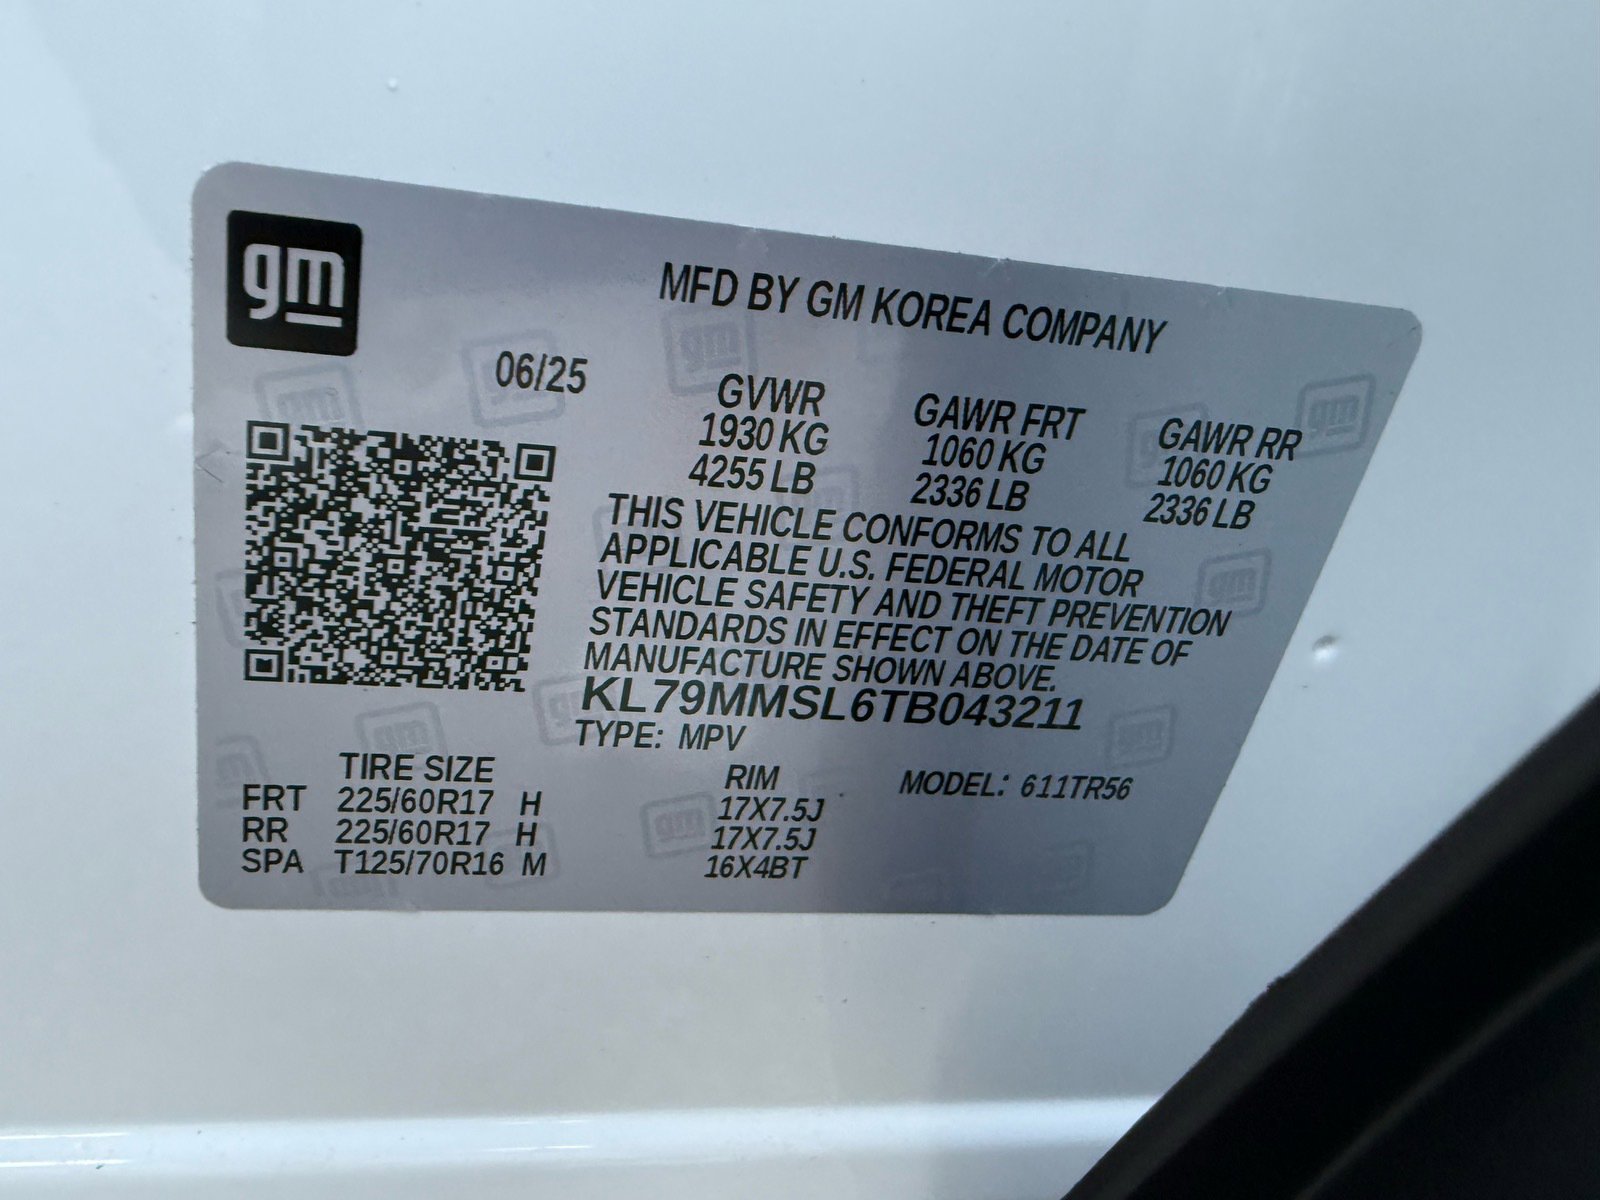 gm
MFD BY GM KOREA COMPANY
06/25
GVWR GAWR FRT GAWR RR
1930 KG 1060 KG 1060 KG
4255 LB 2336 LB 2336 LB
THIS VEHICLE CONFORMS TO ALL
APPLICABLE U.S. FEDERAL MOTOR
VEHICLE SAFETY AND THEFT PREVENTION
STANDARDS IN EFFECT ON THE DATE OF
MANUFACTURE SHOWN ABOVE.
KL79MMSL6TB043211
TYPE: MPV
TIRE SIZE RIM MODEL: 611TR56
FRT 225/60R17 H 17X7.5J
RR 225/60R17 H 17X7.5J
SPA T125/70R16 M 16X4BT